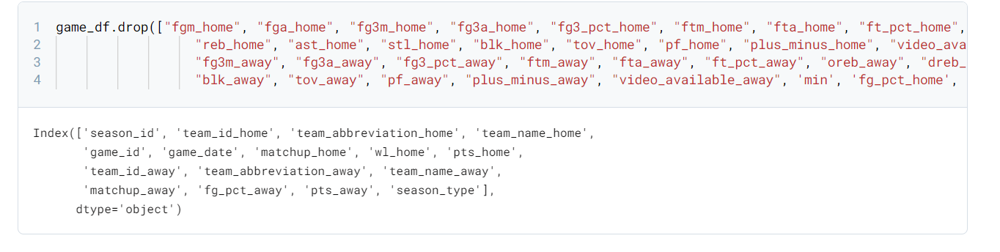 1 game_df.drop(["fgm_home", "fga_home", "fg3m_home", "fg3a_home", "fg3_pct_home", "ftm_home", "fta_home", "ft_pct_home",
2 "reb_home", "ast_home", "stl_home", "blk_home", "tov_home", "pf_home", "plus_minus_home", "video_ava
3 "fg3m_away", "fg3a_away", "fg3_pct_away", "ftm_away", "fta_away", "ft_pct_away", "oreb_away", "dreb_
4 "blk_away", "tov_away", "pf_away", "plus_minus_away", "video_available_away", 'min', 'fg_pct_home',
Index(['season_id', 'team_id_home', 'team_abbreviation_home', 'team_name_home',
'game_id', 'game_date', 'matchup_home', 'wl_home', 'pts_home',
'team_id_away', 'team_abbreviation_away', 'team_name_away',
'matchup_away', 'fg_pct_away', 'pts_away', 'season_type'],
dtype='object')